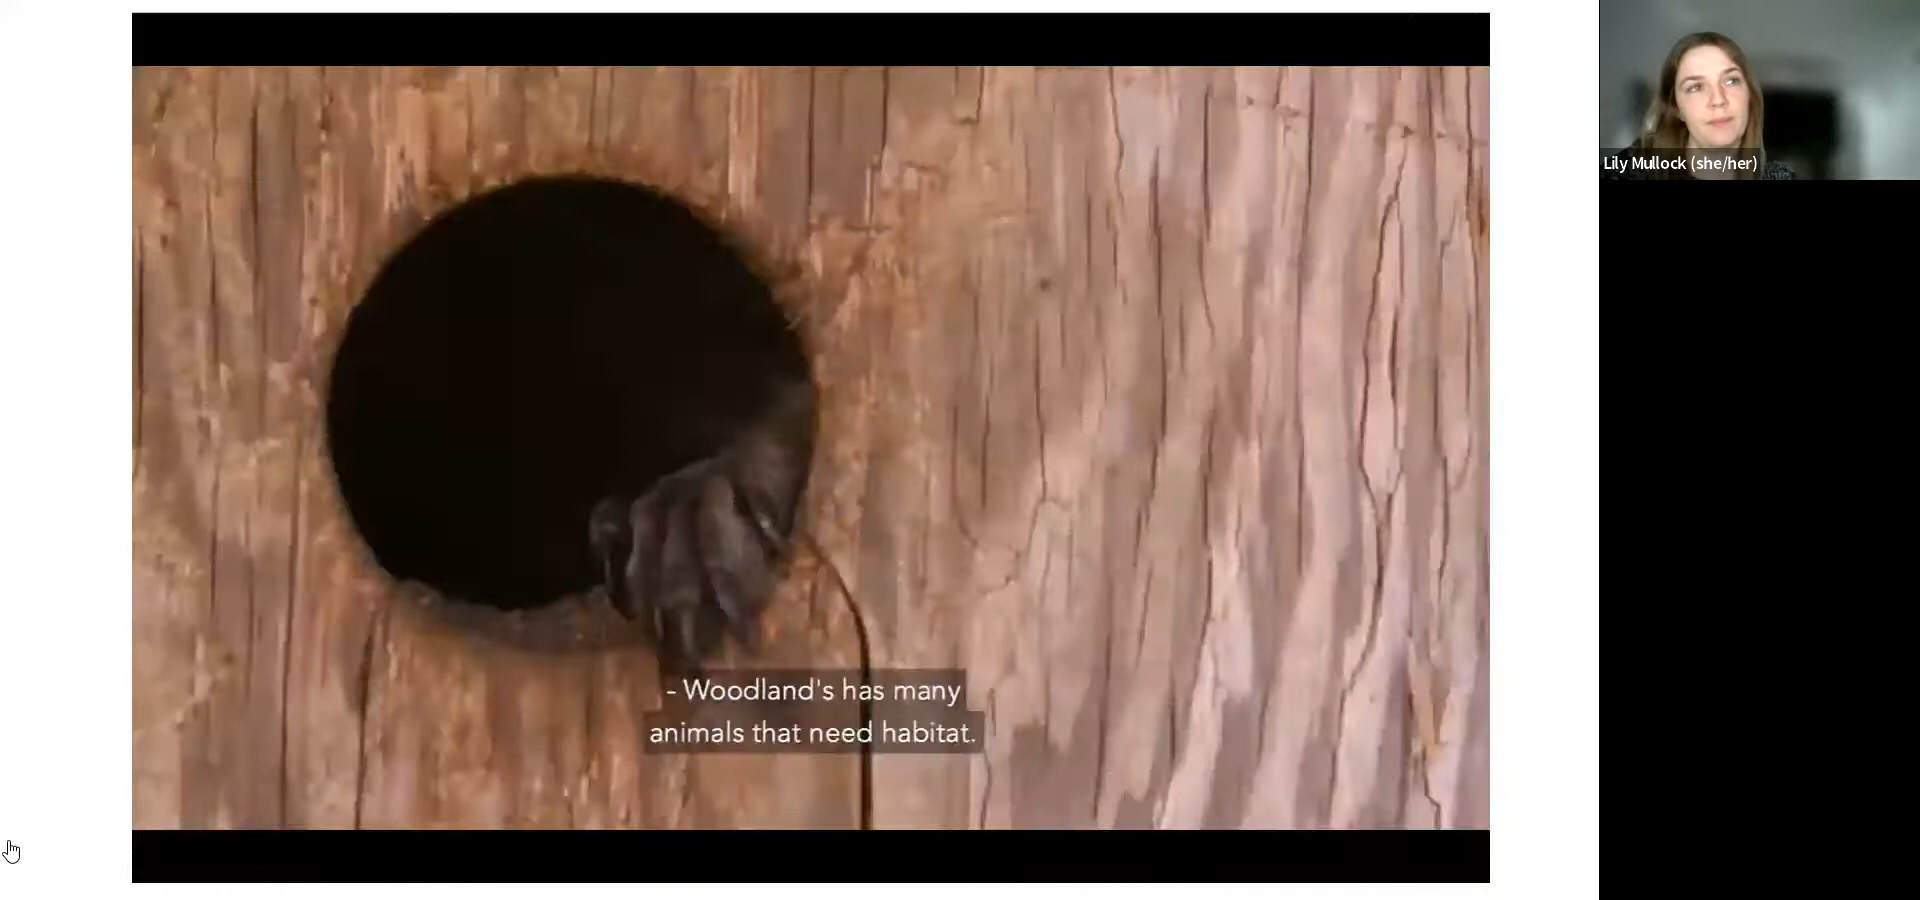 - Woodland's has many
animals that need habitat.
Lily Mullock (she/her)